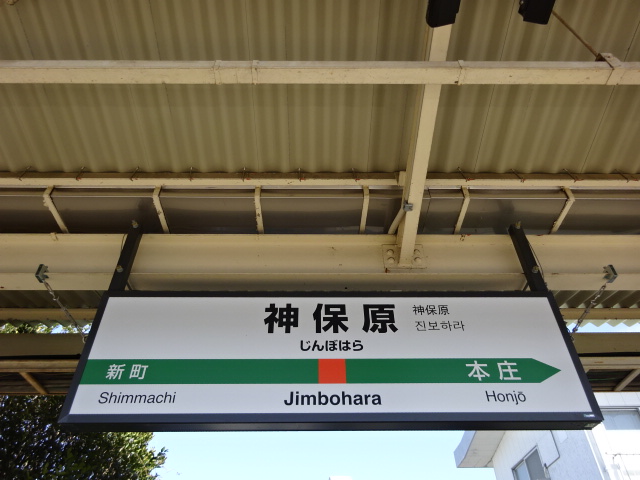 神保原 神保原
진보하라
じんぼはら
新町 本庄
Shimmachi Jimbohara Honjō